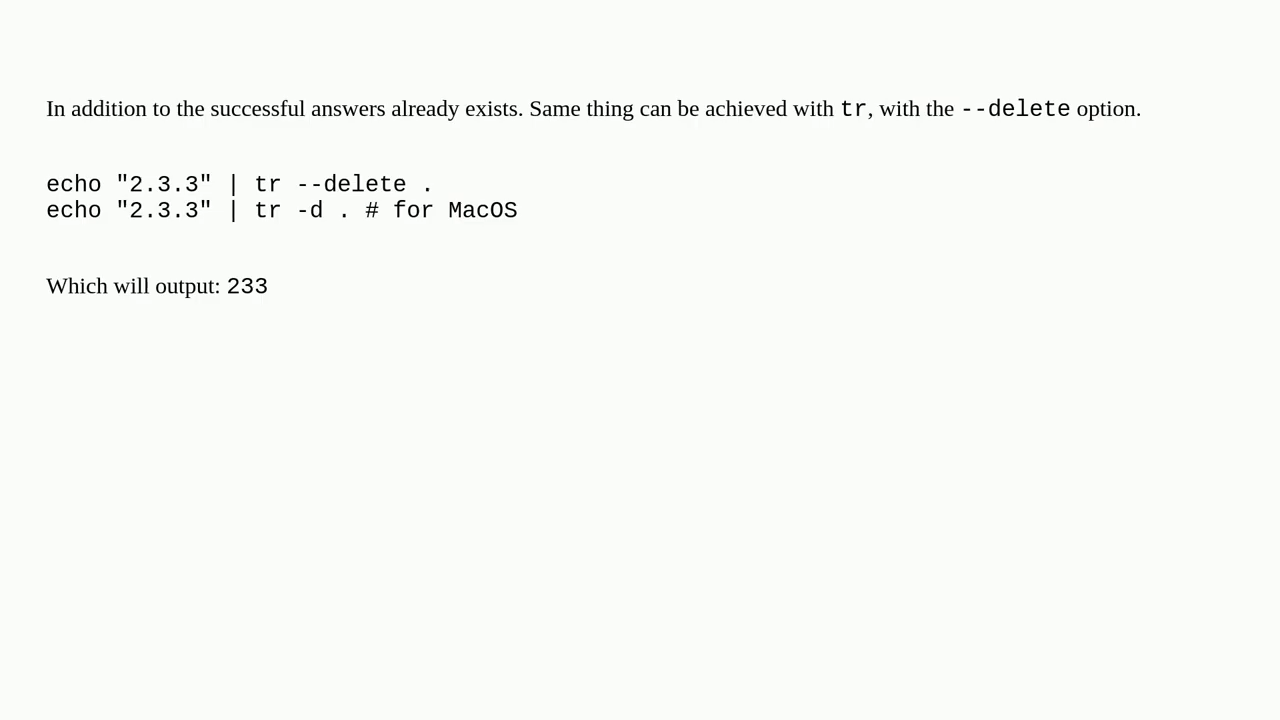 In addition to the successful answers already exists. Same thing can be achieved with tr, with the --delete option.
echo "2.3.3" | tr --delete .
echo "2.3.3" | tr -d . # for MacOS
Which will output: 233